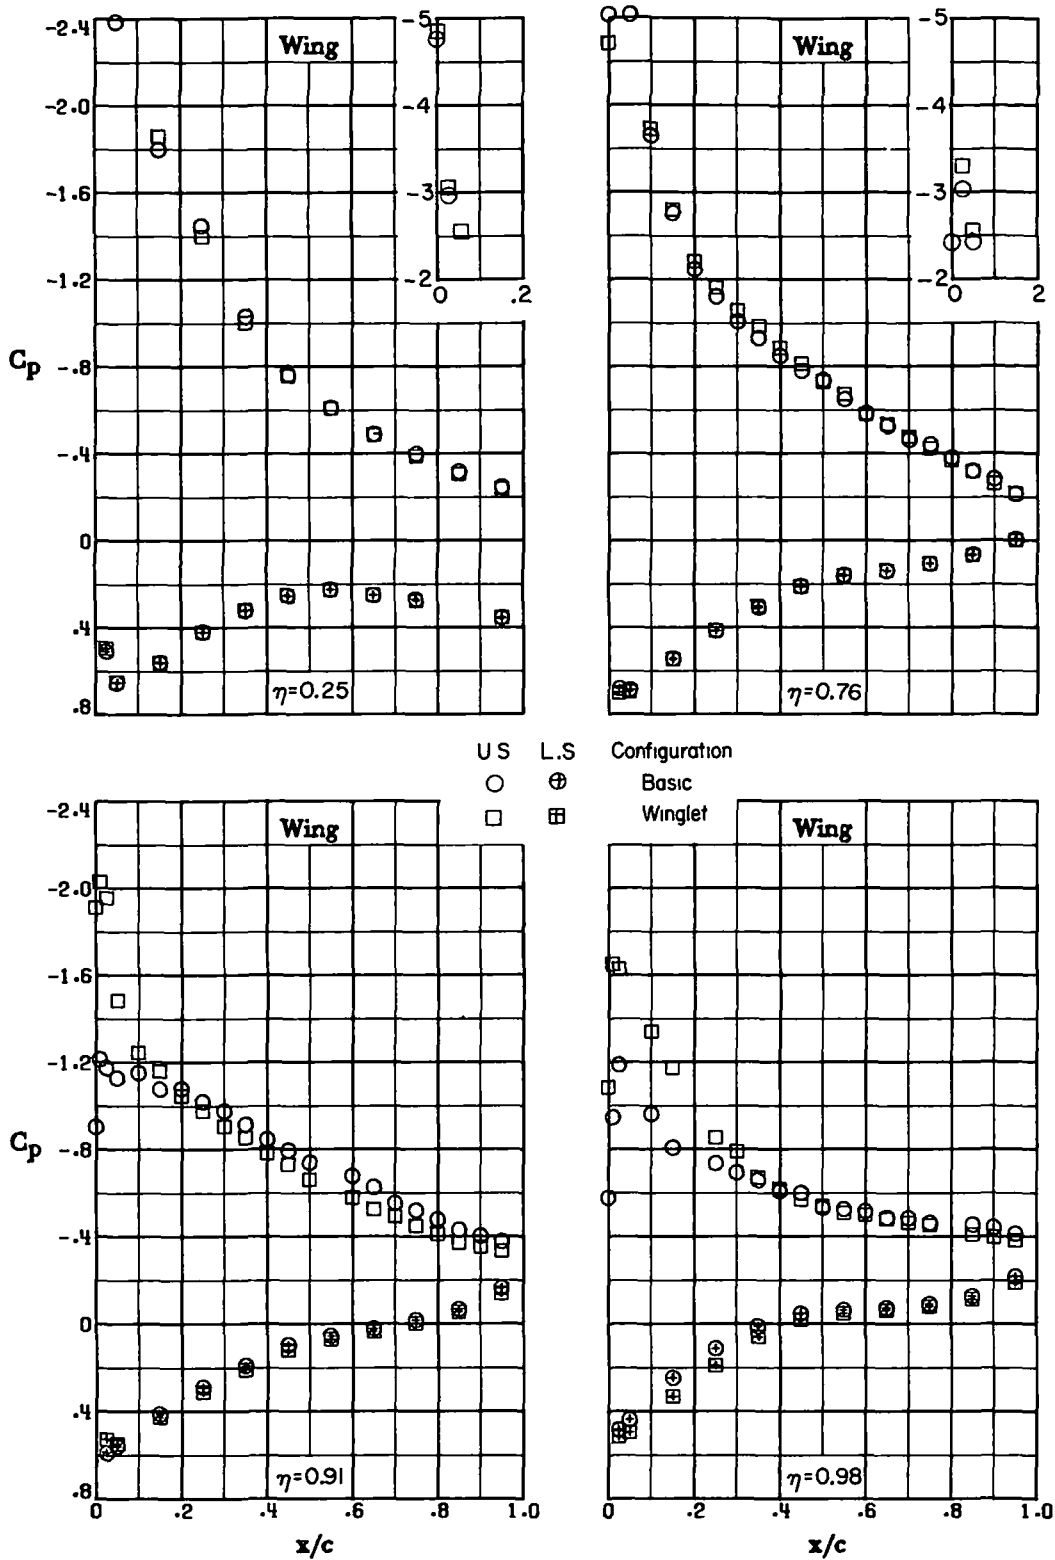 -2.4
Wing
-5
-2.0
-1.6
-3
-1.2
-2
0
.2
Cp
-.8
-.4
0
.4
η=0.25
.8
Wing
-5
-4
-3
-2
0
2
η=0.76
U S L.S Configuration
Basic
Winglet
-2.4
Wing
-2.0
-1.6
-1.2
Cp
-.8
-.4
0
.4
η=0.91
.8
0 .2 .4 .6 .8 1.0
x/c
Wing
η=0.98
0 .2 .4 .6 .8 1.0
x/c